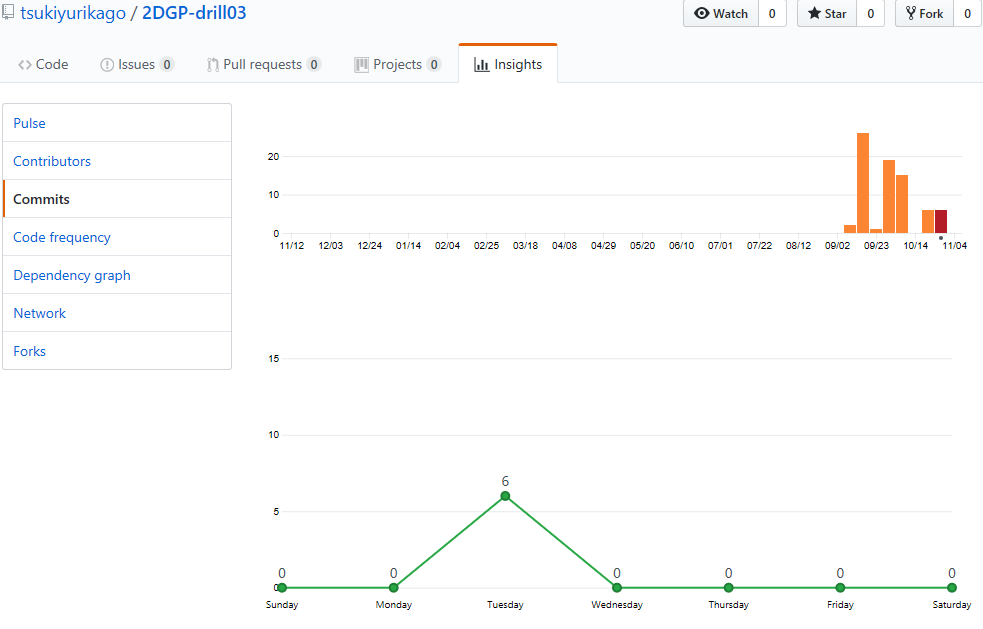 tsukiyurikago / 2DGP-drill03
Watch 0 Star 0 Fork 0
Code Issues 0 Pull requests 0 Projects 0 Insights
Pulse
Contributors
Commits
Code frequency
Dependency graph
Network
Forks
20
10
0
11/12 12/03 12/24 01/14 02/04 02/25 03/18 04/08 04/29 05/20 06/10 07/01 07/22 08/12 09/02 09/23 10/14 11/04
15
10
5
0
0 0 6 0 0 0 0
Sunday Monday Tuesday Wednesday Thursday Friday Saturday